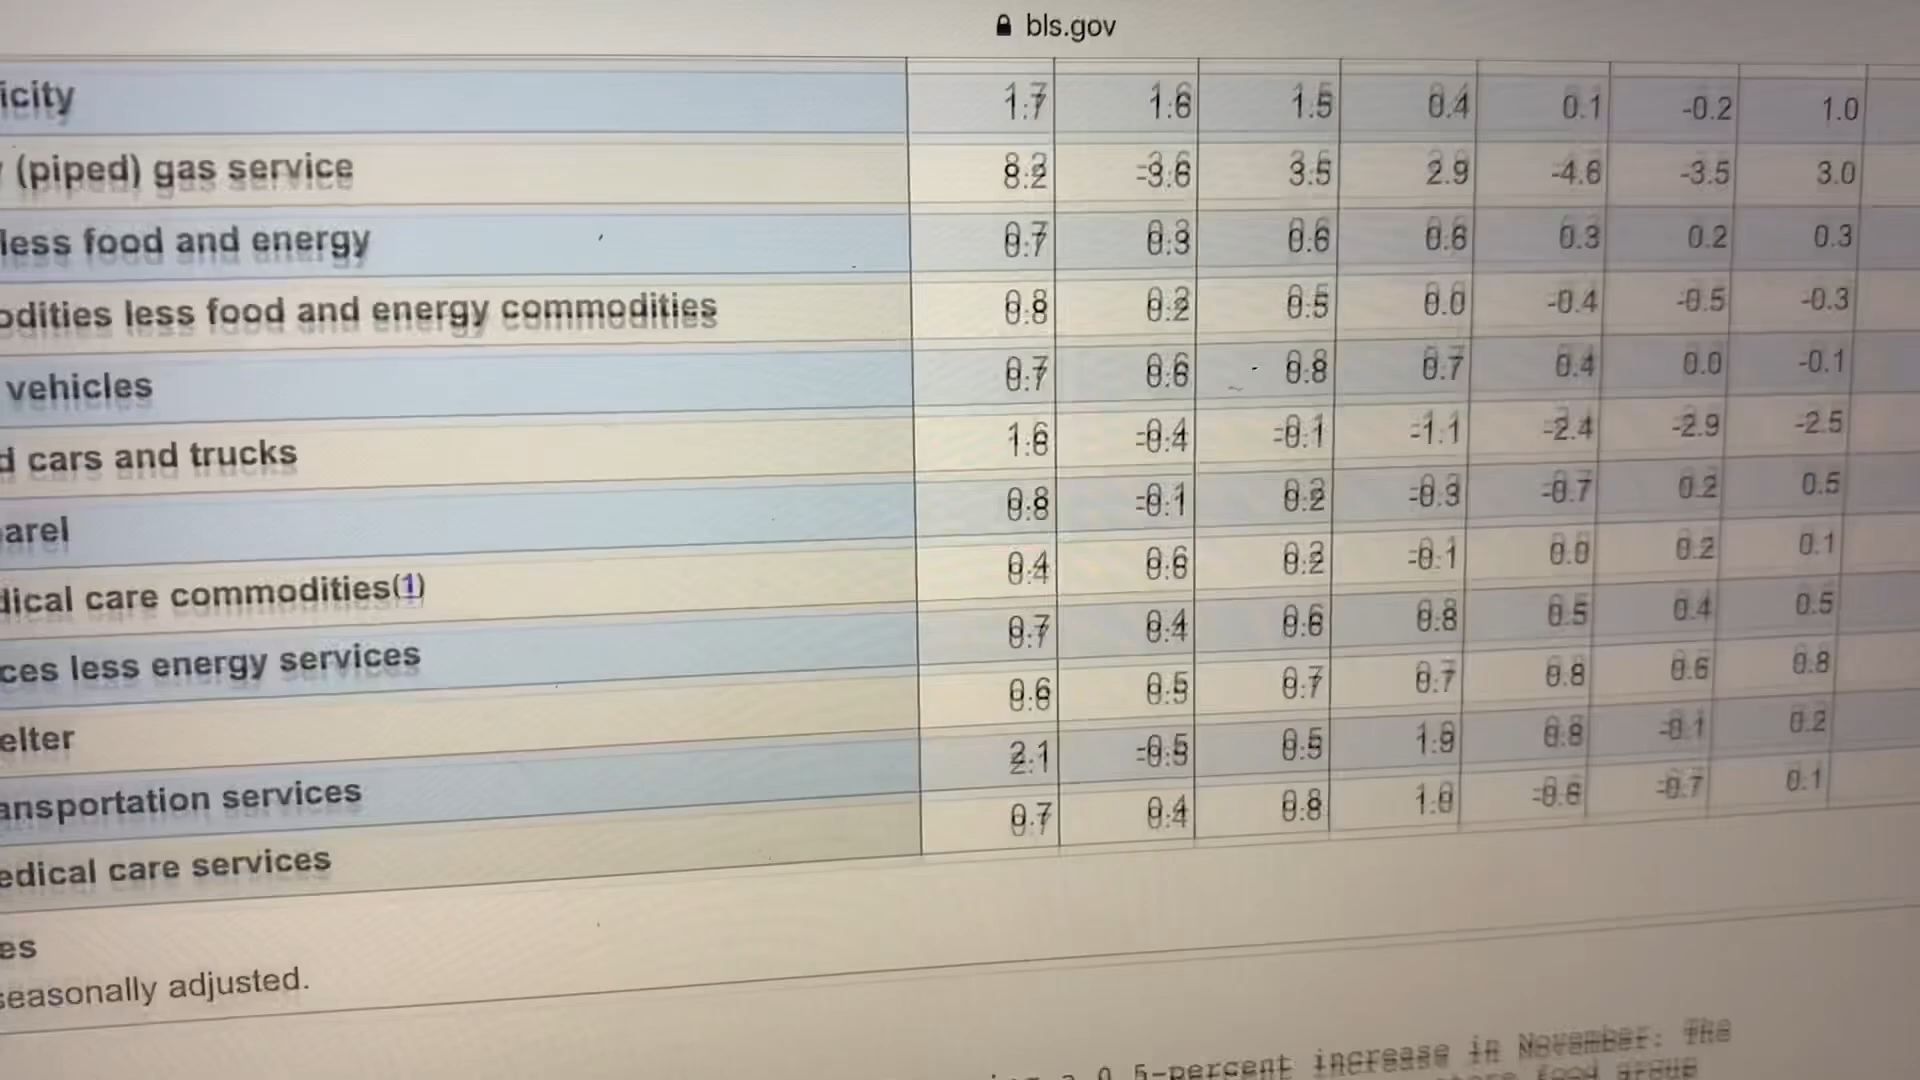 bls.gov
icity 1.7 1.6 1.5 0.4 0.1 -0.2 1.0
(piped) gas service 8.2 -3.6 3.5 2.9 -4.6 -3.5 3.0
less food and energy 0.7 0.3 0.6 0.6 0.3 0.2 0.3
odities less food and energy commodities 0.8 0.2 0.5 0.0 -0.4 -0.5 -0.3
vehicles 0.7 0.6 0.8 0.7 0.4 0.0 -0.1
d cars and trucks 1.6 -0.4 -0.1 -1.1 -2.4 -2.9 -2.5
arel 0.8 -0.1 0.2 -0.3 -0.7 0.2 0.5
dical care commodities(1) 0.4 0.6 0.2 -0.1 0.0 0.2 0.1
ces less energy services 0.7 0.4 0.6 0.8 0.5 0.4 0.5
elter 0.6 0.5 0.7 0.7 0.8 0.6 0.8
ansportation services 2.1 -0.5 0.5 1.9 0.8 -0.1 0.2
edical care services 0.7 0.4 0.8 1.0 -0.6 -0.7 0.1
es
seasonally adjusted.
5-percent increase in November. The
food group